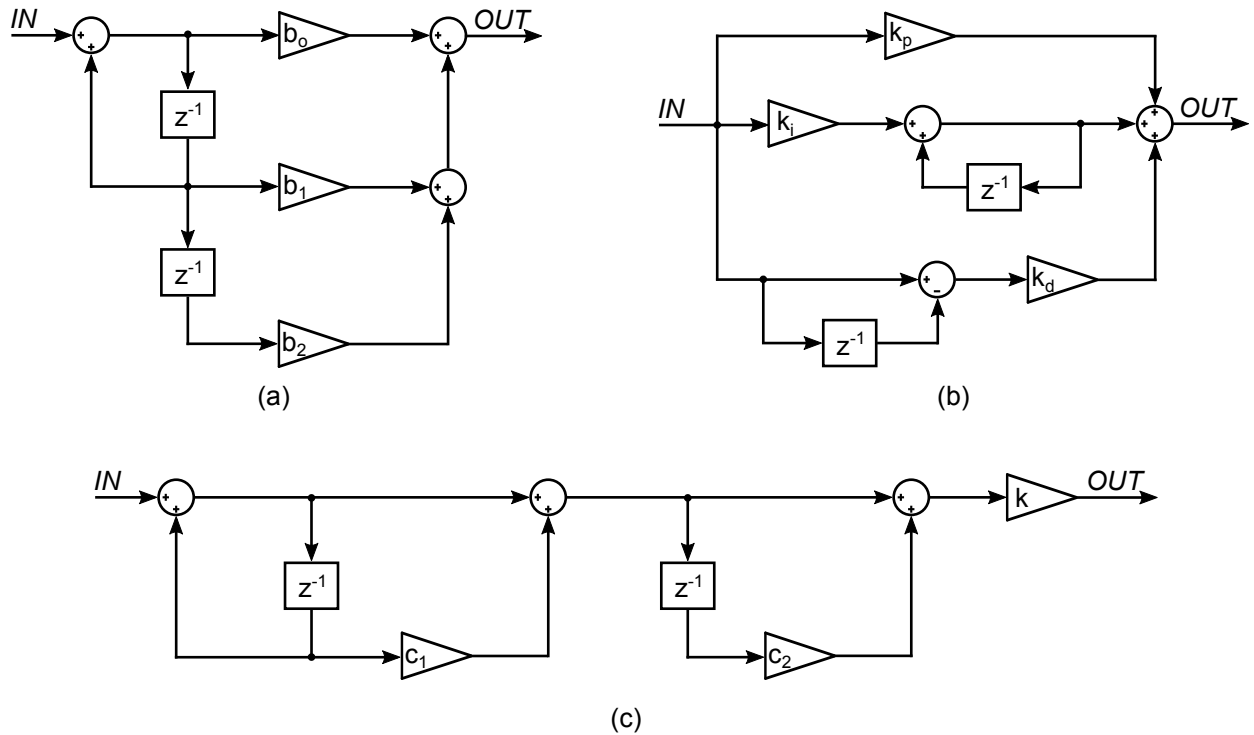 IN
OUT
b₀
+
+
+
+
z⁻¹
b₁
+
+
z⁻¹
b₂
(a)
kₚ
IN
OUT
kᵢ
+
+
+
+
+
z⁻¹
k_d
+
-
z⁻¹
(b)
IN
OUT
+
+
+
+
+
+
k
z⁻¹
z⁻¹
c₁
c₂
(c)